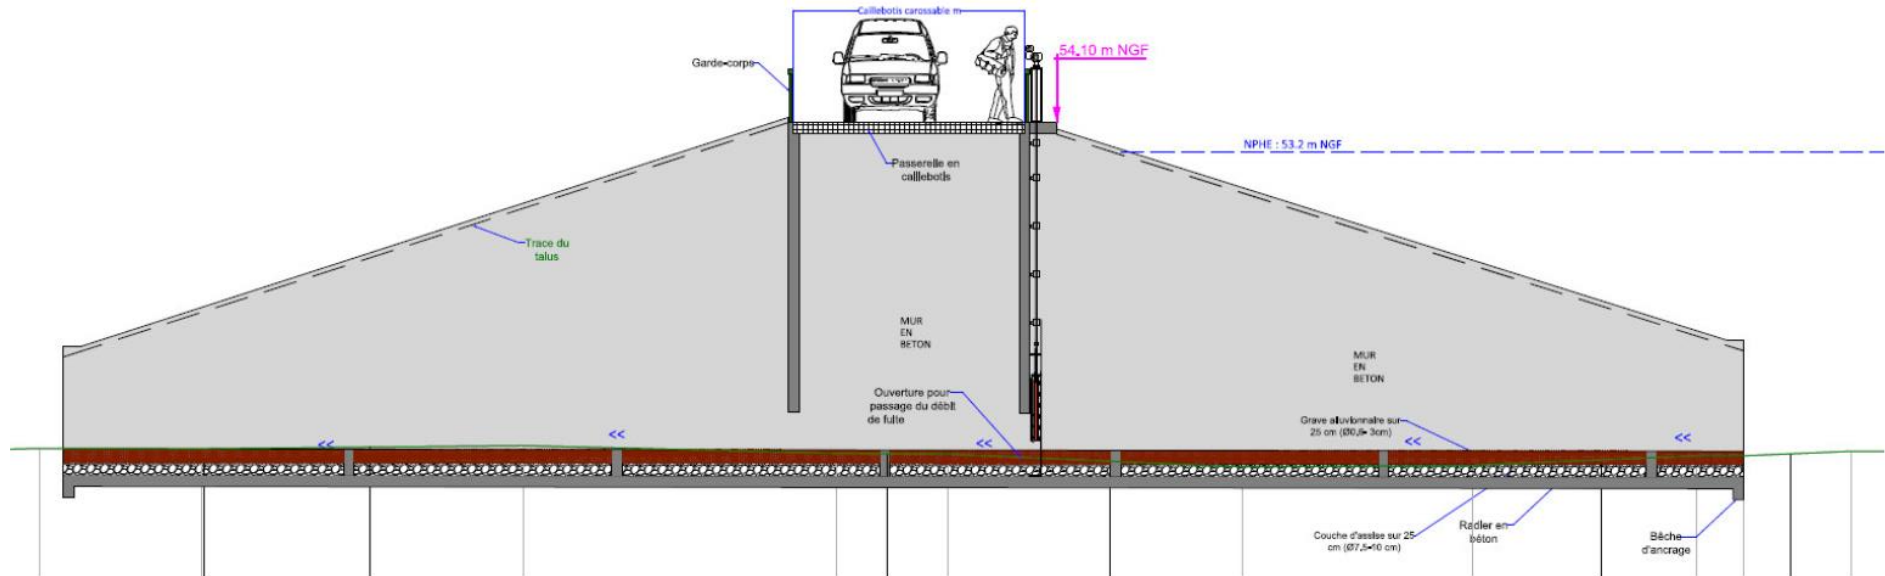 Caillebotis carossable m
Garde-corps
54.10 m NGF
NPHE : 53.2 m NGF
Passerelle en
caillebotis
Trace du
talus
MUR
EN
BETON
MUR
EN
BETON
Ouverture pour
passage du débit
de fuite
Grave alluvionnaire sur
25 cm (Ø0,5- 3cm)
<<
<<
<<
<<
<<
Couche d'assise sur 25
cm (Ø7,5-10 cm)
Radier en
béton
Bêche
d'ancrage